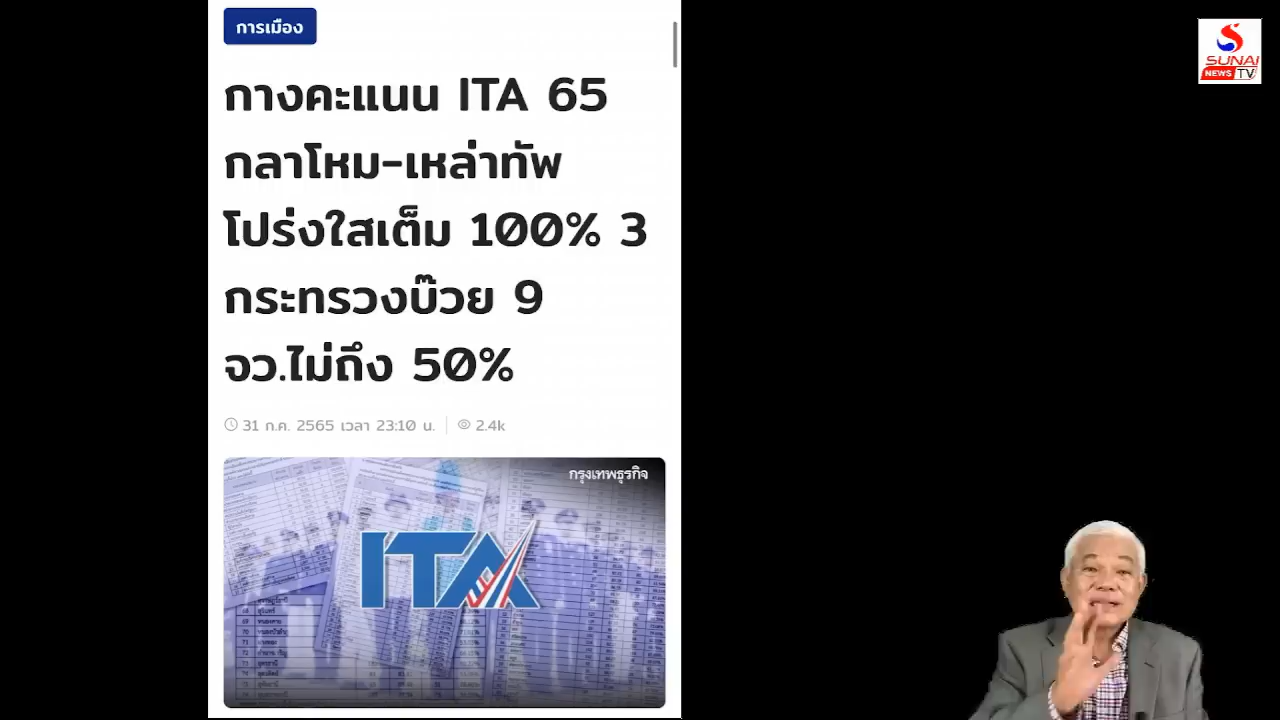 การเมือง
กางคะแนน ITA 65
กลาโหม-เหล่าทัพ
โปร่งใสเต็ม 100% 3
กระทรวงบ๊วย 9
จว.ไม่ถึง 50%
31 ก.ค. 2565 เวลา 23:10 น. 2.4k
กรุงเทพธุรกิจ
ITA
SUNAI
NEWS TV